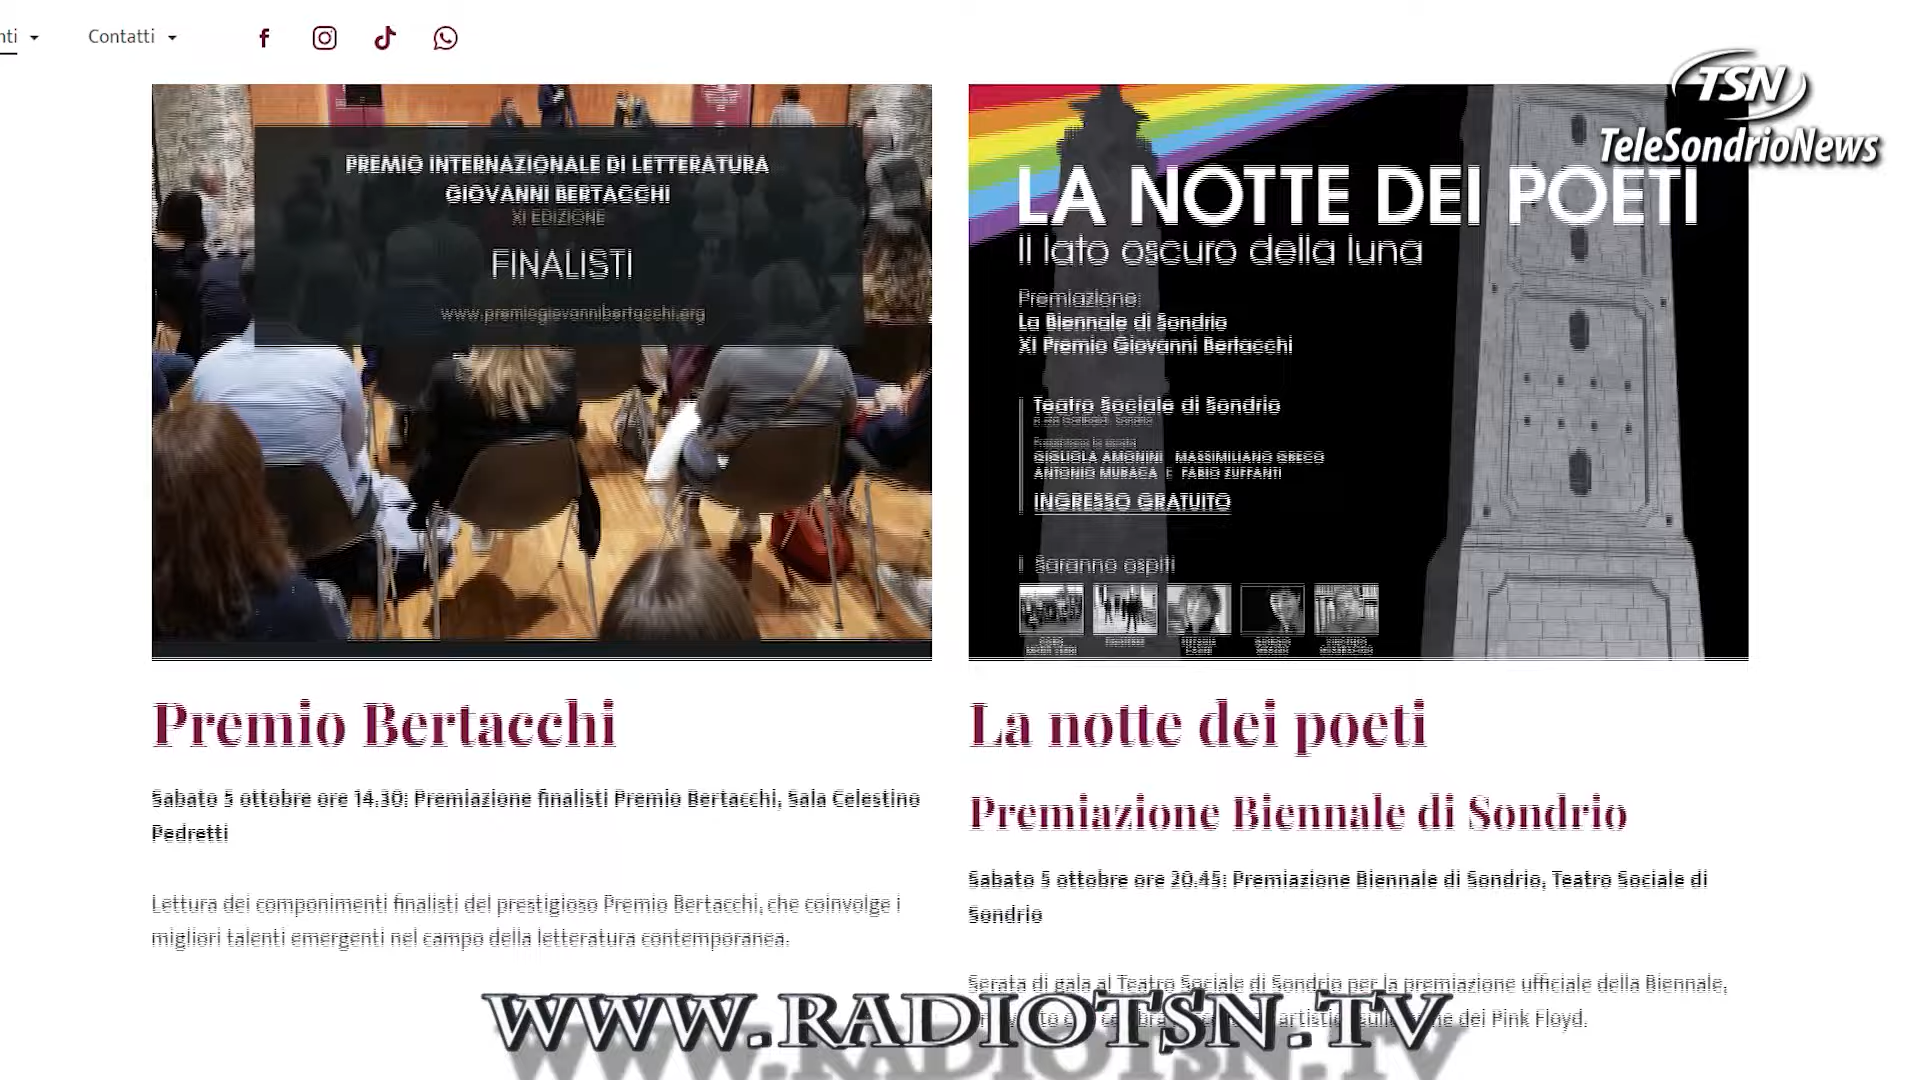 nti
Contatti
TSN
TeleSondrioNews
PREMIO INTERNAZIONALE DI LETTERATURA
GIOVANNI BERTACCHI
XI EDIZIONE
FINALISTI
www.premiogiovannibertacchi.org
LA NOTTE DEI POETI
Il lato oscuro della luna
Premiazione:
La Biennale di Sondrio
XI Premio Giovanni Bertacchi
Teatro Sociale di Sondrio
GIGLIOLA AMONINI MASSIMILIANO GRECO
ANTONIO MURACA E FABIO ZUFFANTI
INGRESSO GRATUITO
Saranno ospiti
Premio Bertacchi
Sabato 5 ottobre ore 14.30: Premiazione finalisti Premio Bertacchi, Sala Celestino
Pedretti
Lettura dei componimenti finalisti del prestigioso Premio Bertacchi, che coinvolge i
migliori talenti emergenti nel campo della letteratura contemporanea.
La notte dei poeti
Premiazione Biennale di Sondrio
Sabato 5 ottobre ore 20.45: Premiazione Biennale di Sondrio, Teatro Sociale di
Sondrio
Serata di gala al Teatro Sociale di Sondrio per la premiazione ufficiale della Biennale,
dei Pink Floyd.
WWW.RADIOTSN.TV